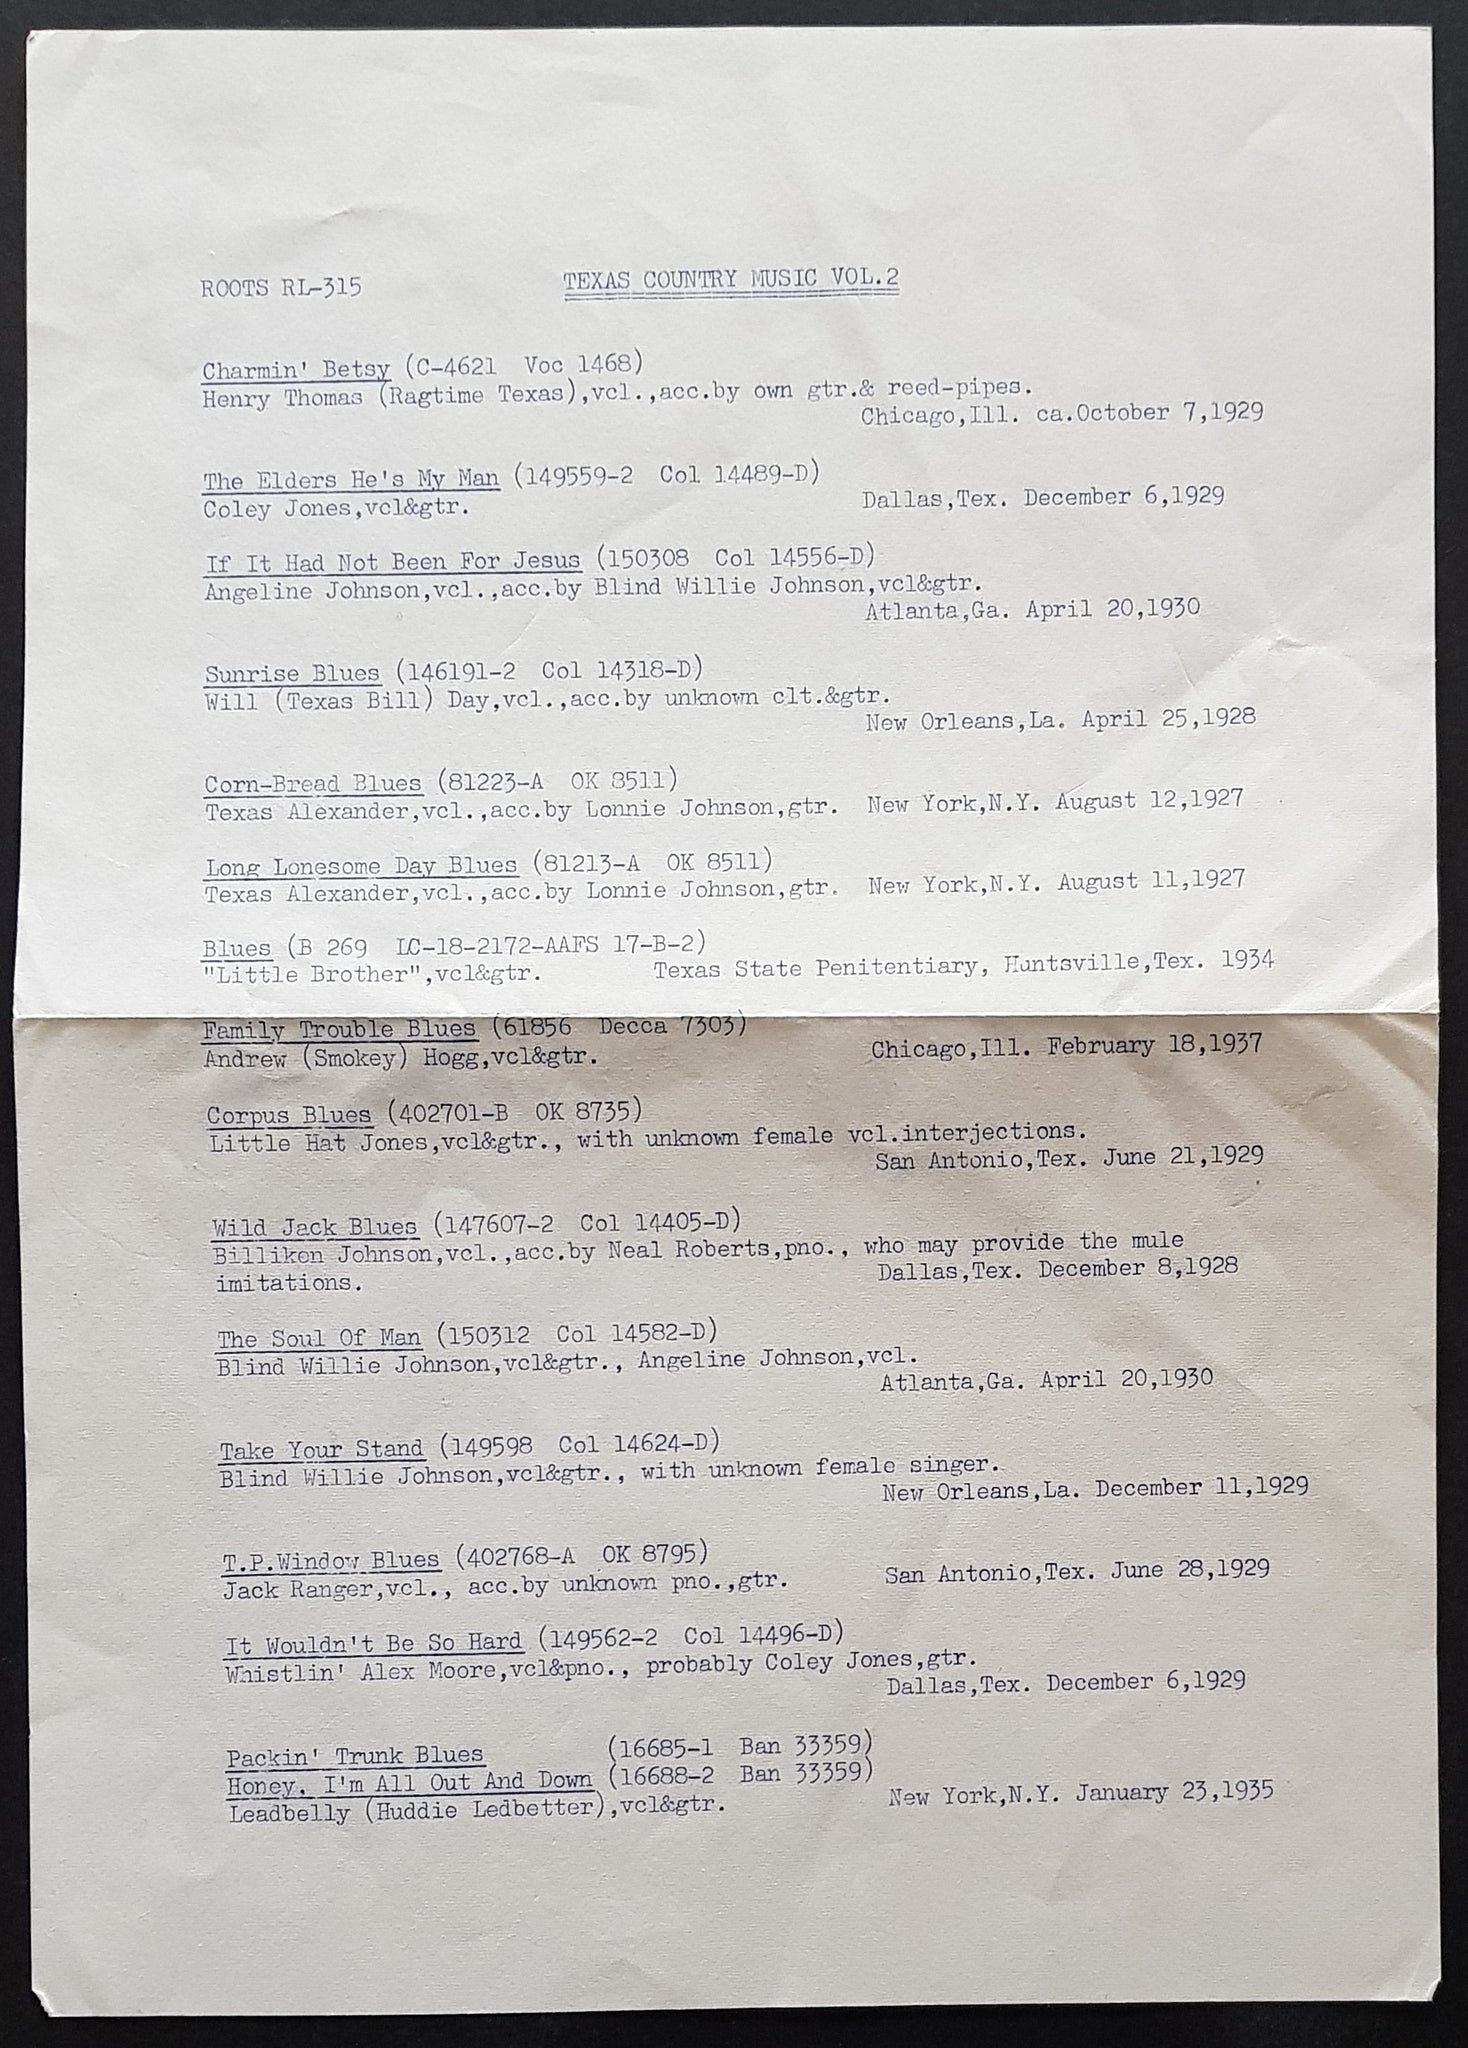 ROOTS RL-315 TEXAS COUNTRY MUSIC VOL.2
Charmin' Betsy (C-4621 Voc 1468)
Henry Thomas (Ragtime Texas),vcl.,acc.by own gtr.& reed-pipes.
Chicago,Ill. ca.October 7,1929
The Elders He's My Man (149559-2 Col 14489-D)
Coley Jones,vcl&gtr. Dallas,Tex. December 6,1929
If It Had Not Been For Jesus (150308 Col 14556-D)
Angeline Johnson,vcl.,acc.by Blind Willie Johnson,vcl&gtr.
Atlanta,Ga. April 20,1930
Sunrise Blues (146191-2 Col 14318-D)
Will (Texas Bill) Day,vcl.,acc.by unknown clt.&gtr.
New Orleans,La. April 25,1928
Corn-Bread Blues (81223-A OK 8511)
Texas Alexander,vcl.,acc.by Lonnie Johnson,gtr. New York,N.Y. August 12,1927
Long Lonesome Day Blues (81213-A OK 8511)
Texas Alexander,vcl.,acc.by Lonnie Johnson,gtr. New York,N.Y. August 11,1927
Blues (B 269 LC-18-2172-AAFS 17-B-2)
"Little Brother",vcl&gtr. Texas State Penitentiary, Huntsville,Tex. 1934
Family Trouble Blues (61856 Decca 7303)
Andrew (Smokey) Hogg,vcl&gtr. Chicago,Ill. February 18,1937
Corpus Blues (402701-B OK 8735)
Little Hat Jones,vcl&gtr., with unknown female vcl.interjections.
San Antonio,Tex. June 21,1929
Wild Jack Blues (147607-2 Col 14405-D)
Billiken Johnson,vcl.,acc.by Neal Roberts,pno., who may provide the mule
imitations. Dallas,Tex. December 8,1928
The Soul Of Man (150312 Col 14582-D)
Blind Willie Johnson,vcl&gtr., Angeline Johnson,vcl.
Atlanta,Ga. April 20,1930
Take Your Stand (149598 Col 14624-D)
Blind Willie Johnson,vcl&gtr., with unknown female singer.
New Orleans,La. December 11,1929
T.P.Window Blues (402768-A OK 8795)
Jack Ranger,vcl., acc.by unknown pno.,gtr. San Antonio,Tex. June 28,1929
It Wouldn't Be So Hard (149562-2 Col 14496-D)
Whistlin' Alex Moore,vcl&pno., probably Coley Jones,gtr.
Dallas,Tex. December 6,1929
Packin' Trunk Blues (16685-1 Ban 33359)
Honey, I'm All Out And Down (16688-2 Ban 33359)
Leadbelly (Huddie Ledbetter),vcl&gtr. New York,N.Y. January 23,1935